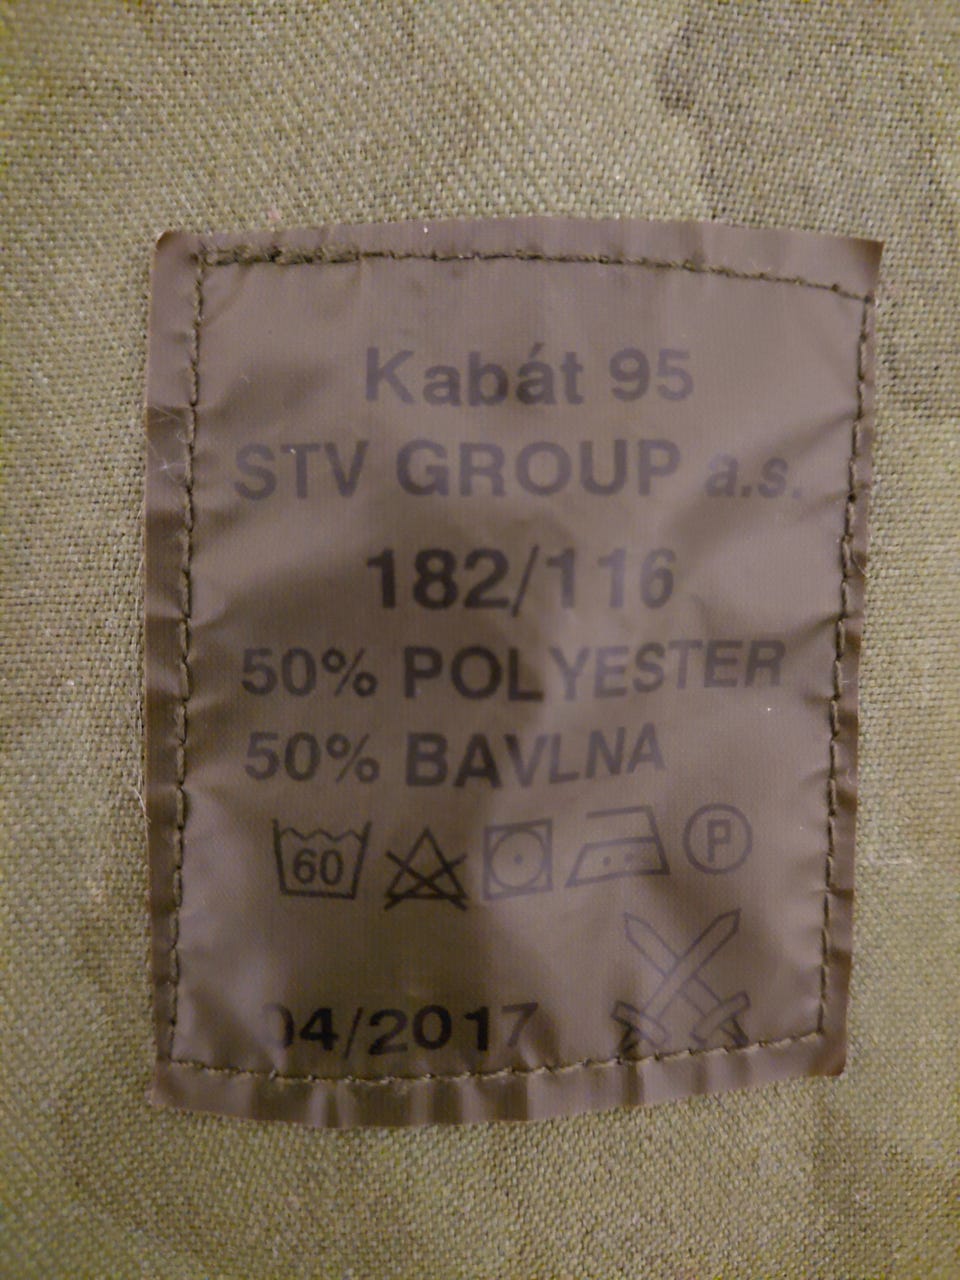 Kabát 95
STV GROUP a.s.
182/116
50% POLYESTER
50% BAVLNA
60 P
04/2017